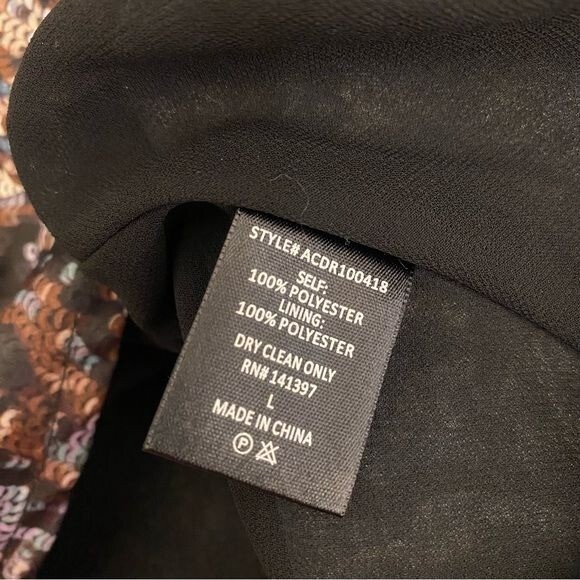 STYLE# ACDR100418
SELF:
100% POLYESTER
LINING:
100% POLYESTER
DRY CLEAN ONLY
RN# 141397
L
MADE IN CHINA
P